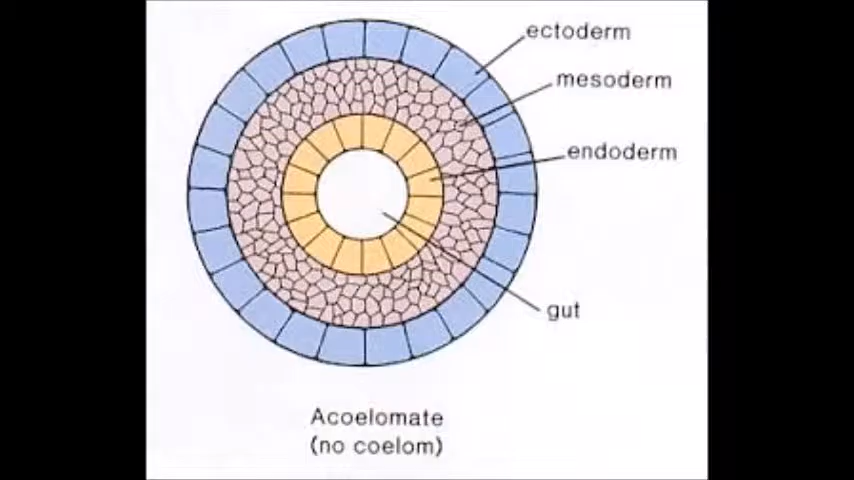 ectoderm
mesoderm
endoderm
gut
Acoelomate
(no coelom)